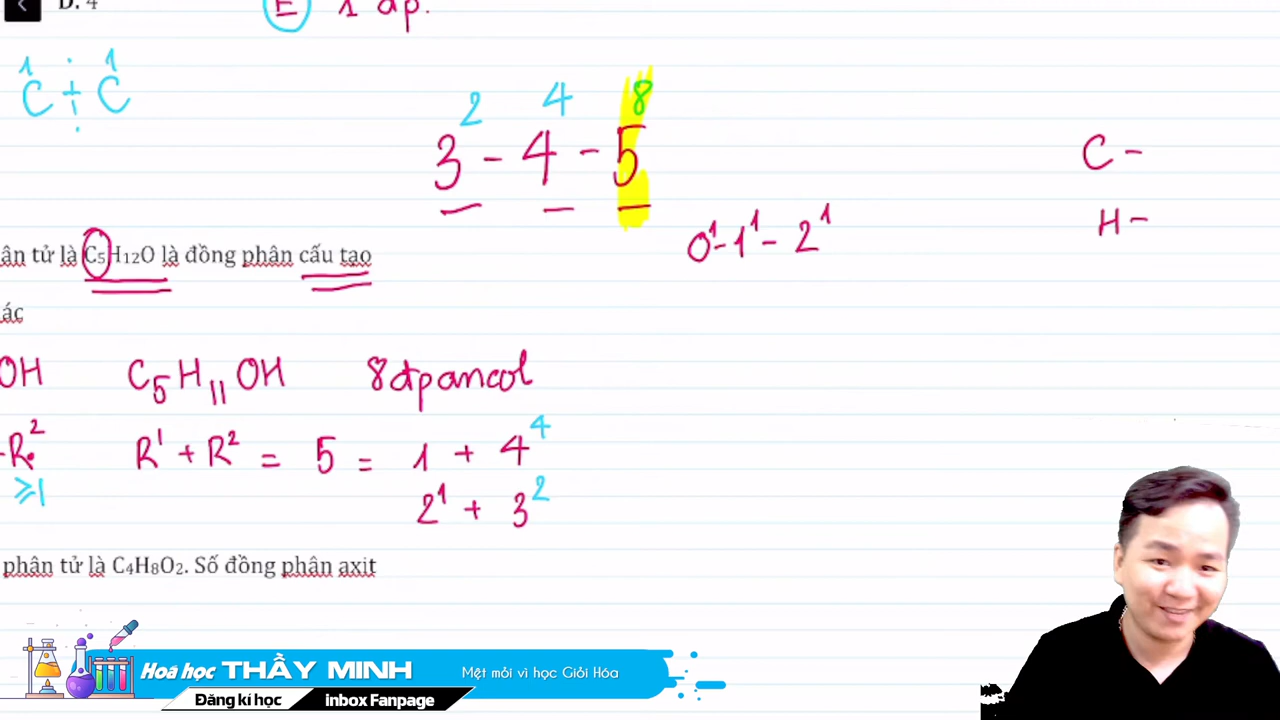 D. 4
E 1 đp.
1 1
C + C
2 4 8
3 - 4 - 5
0¹ - 1¹ - 2¹
C -
H -
ân tử là C₅H₁₂O là đồng phân cấu tạo
ác
OH C₅H₁₁OH 8đpancol
-R² R¹ + R² = 5 = 1 + 4⁴
≥1 2¹ + 3²
phân tử là C₄H₈O₂. Số đồng phân axit
Hoá học THẦY MINH Mệt mỏi vì học Giỏi Hóa
Đăng kí học inbox Fanpage